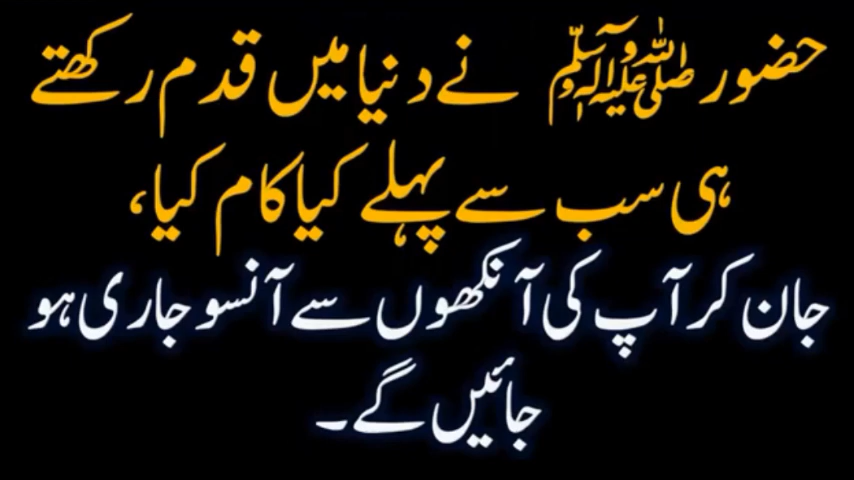 حضور ﷺ نے دنیا میں قدم رکھتے
ہی سب سے پہلے کیا کام کیا،
جان کر آپ کی آنکھوں سے آنسو جاری ہو
جائیں گے۔